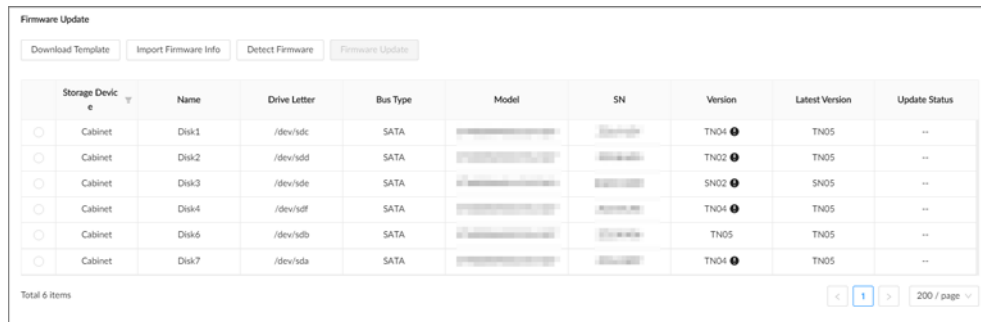 Firmware Update
Download Template Import Firmware Info Detect Firmware Firmware Update
Storage Devic
e Name Drive Letter Bus Type Model SN Version Latest Version Update Status
Cabinet Disk1 /dev/sdc SATA TN04 TN05 --
Cabinet Disk2 /dev/sdd SATA TN02 TN05 --
Cabinet Disk3 /dev/sde SATA SN02 SN05 --
Cabinet Disk4 /dev/sdf SATA TN04 TN05 --
Cabinet Disk6 /dev/sdb SATA TN05 TN05 --
Cabinet Disk7 /dev/sda SATA TN04 TN05 --
Total 6 items < 1 > 200 / page